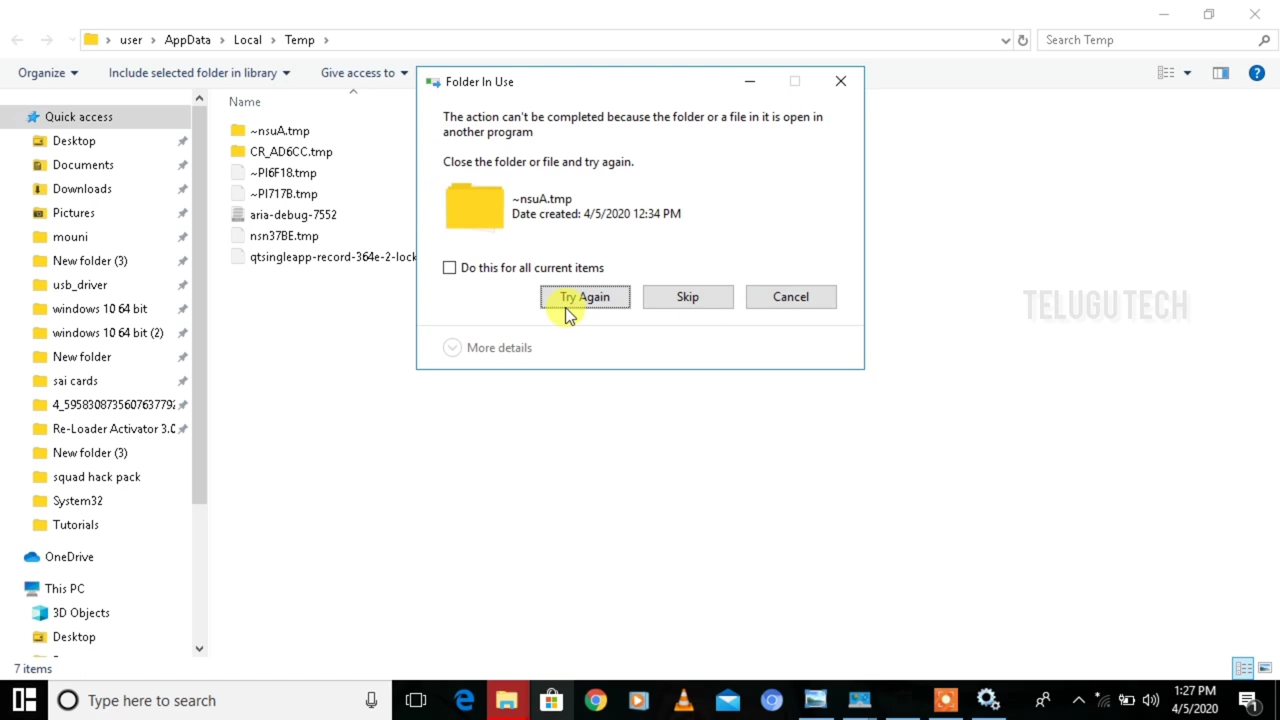 user > AppData > Local > Temp >
Search Temp
Organize
Include selected folder in library
Give access to
Name
~nsuA.tmp
CR_AD6CC.tmp
~PI6F18.tmp
~PI717B.tmp
aria-debug-7552
nsn37BE.tmp
qtsingleapp-record-364e-2-lock
Quick access
Desktop
Documents
Downloads
Pictures
mouni
New folder (3)
usb_driver
windows 10 64 bit
windows 10 64 bit (2)
New folder
sai cards
4_595830873560763779
Re-Loader Activator 3.0
New folder (3)
squad hack pack
System32
Tutorials
OneDrive
This PC
3D Objects
Desktop
7 items
Folder In Use
The action can't be completed because the folder or a file in it is open in
another program
Close the folder or file and try again.
~nsuA.tmp
Date created: 4/5/2020 12:34 PM
Do this for all current items
Try Again
Skip
Cancel
More details
TELUGU TECH
Type here to search
1:27 PM
4/5/2020
1